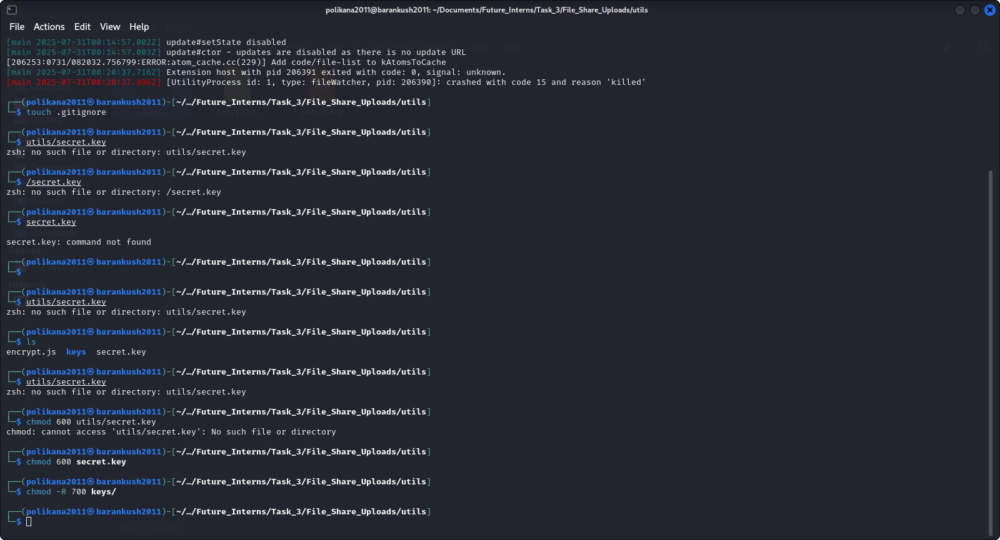 polikana2011@barankush2011: ~/Documents/Future_Interns/Task_3/File_Share_Uploads/utils
File Actions Edit View Help
[main 2025-07-31T00:14:57.002Z] update#setState disabled
[main 2025-07-31T00:14:57.003Z] update#ctor - updates are disabled as there is no update URL
[206253:0731/082032.756799:ERROR:atom_cache.cc(229)] Add code/file-list to kAtomsToCache
[main 2025-07-31T00:20:37.716Z] Extension host with pid 206391 exited with code: 0, signal: unknown.
[main 2025-07-31T00:20:37.896Z] [UtilityProcess id: 1, type: fileWatcher, pid: 206390]: crashed with code 15 and reason 'killed'
┌──(polikana2011㉿barankush2011)-[~/…/Future_Interns/Task_3/File_Share_Uploads/utils]
└─$ touch .gitignore
┌──(polikana2011㉿barankush2011)-[~/…/Future_Interns/Task_3/File_Share_Uploads/utils]
└─$ utils/secret.key
zsh: no such file or directory: utils/secret.key
┌──(polikana2011㉿barankush2011)-[~/…/Future_Interns/Task_3/File_Share_Uploads/utils]
└─$ /secret.key
zsh: no such file or directory: /secret.key
┌──(polikana2011㉿barankush2011)-[~/…/Future_Interns/Task_3/File_Share_Uploads/utils]
└─$ secret.key
secret.key: command not found
┌──(polikana2011㉿barankush2011)-[~/…/Future_Interns/Task_3/File_Share_Uploads/utils]
└─$
┌──(polikana2011㉿barankush2011)-[~/…/Future_Interns/Task_3/File_Share_Uploads/utils]
└─$ utils/secret.key
zsh: no such file or directory: utils/secret.key
┌──(polikana2011㉿barankush2011)-[~/…/Future_Interns/Task_3/File_Share_Uploads/utils]
└─$ ls
encrypt.js keys secret.key
┌──(polikana2011㉿barankush2011)-[~/…/Future_Interns/Task_3/File_Share_Uploads/utils]
└─$ utils/secret.key
zsh: no such file or directory: utils/secret.key
┌──(polikana2011㉿barankush2011)-[~/…/Future_Interns/Task_3/File_Share_Uploads/utils]
└─$ chmod 600 utils/secret.key
chmod: cannot access 'utils/secret.key': No such file or directory
┌──(polikana2011㉿barankush2011)-[~/…/Future_Interns/Task_3/File_Share_Uploads/utils]
└─$ chmod 600 secret.key
┌──(polikana2011㉿barankush2011)-[~/…/Future_Interns/Task_3/File_Share_Uploads/utils]
└─$ chmod -R 700 keys/
┌──(polikana2011㉿barankush2011)-[~/…/Future_Interns/Task_3/File_Share_Uploads/utils]
└─$